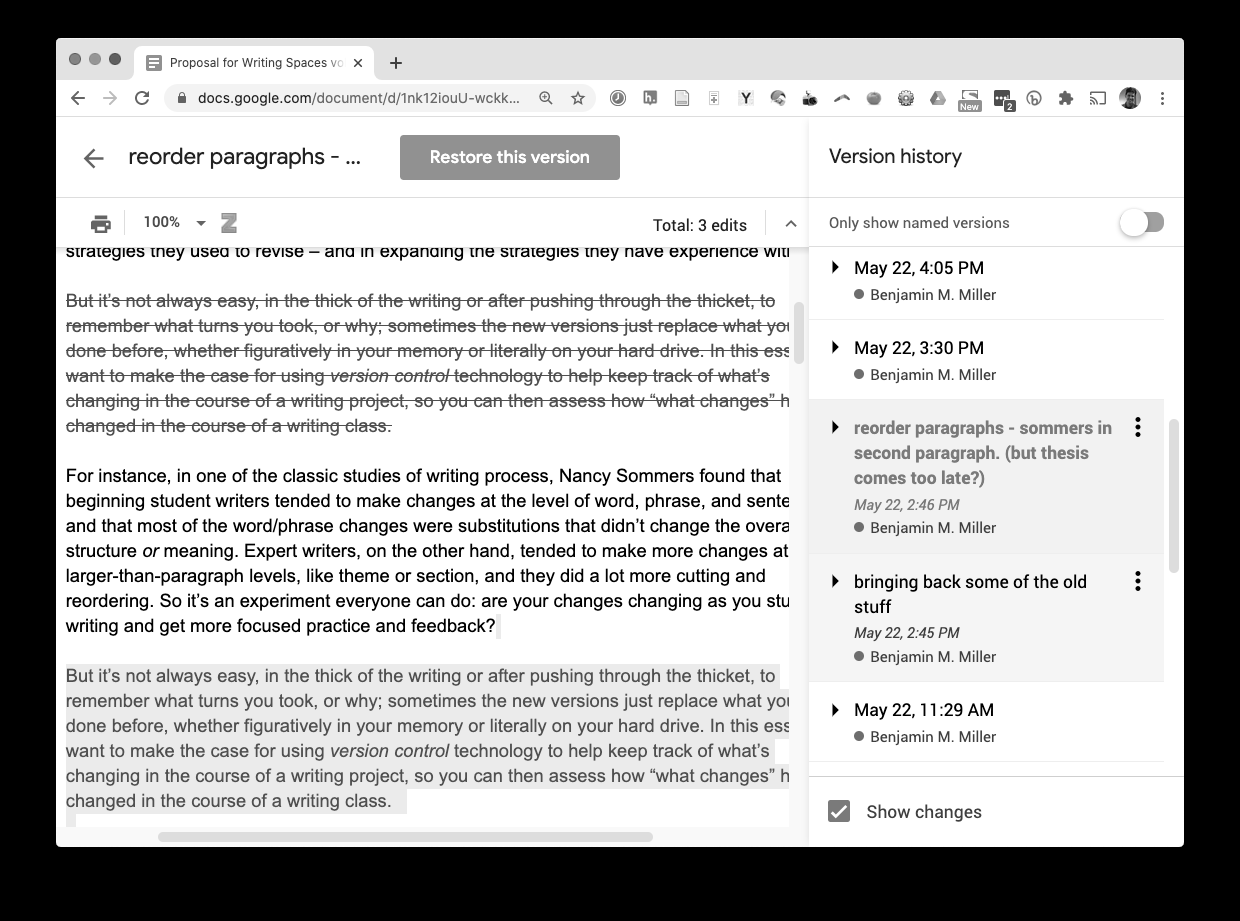 Proposal for Writing Spaces vo
docs.google.com/document/d/1nk12iouU-wckk...
h.
Y
New
2
reorder paragraphs - ...
Restore this version
100%
Z
Total: 3 edits
strategies they used to revise – and in expanding the strategies they have experience with
But it’s not always easy, in the thick of the writing or after pushing through the thicket, to
remember what turns you took, or why; sometimes the new versions just replace what you
done before, whether figuratively in your memory or literally on your hard drive. In this ess
want to make the case for using version control technology to help keep track of what’s
changing in the course of a writing project, so you can then assess how “what changes” h
changed in the course of a writing class.
For instance, in one of the classic studies of writing process, Nancy Sommers found that
beginning student writers tended to make changes at the level of word, phrase, and sente
and that most of the word/phrase changes were substitutions that didn’t change the overa
structure or meaning. Expert writers, on the other hand, tended to make more changes at
larger-than-paragraph levels, like theme or section, and they did a lot more cutting and
reordering. So it’s an experiment everyone can do: are your changes changing as you stu
writing and get more focused practice and feedback?
But it’s not always easy, in the thick of the writing or after pushing through the thicket, to
remember what turns you took, or why; sometimes the new versions just replace what you
done before, whether figuratively in your memory or literally on your hard drive. In this ess
want to make the case for using version control technology to help keep track of what’s
changing in the course of a writing project, so you can then assess how “what changes” h
changed in the course of a writing class.
Version history
Only show named versions
May 22, 4:05 PM
Benjamin M. Miller
May 22, 3:30 PM
Benjamin M. Miller
reorder paragraphs - sommers in
second paragraph. (but thesis
comes too late?)
May 22, 2:46 PM
Benjamin M. Miller
bringing back some of the old
stuff
May 22, 2:45 PM
Benjamin M. Miller
May 22, 11:29 AM
Benjamin M. Miller
Show changes